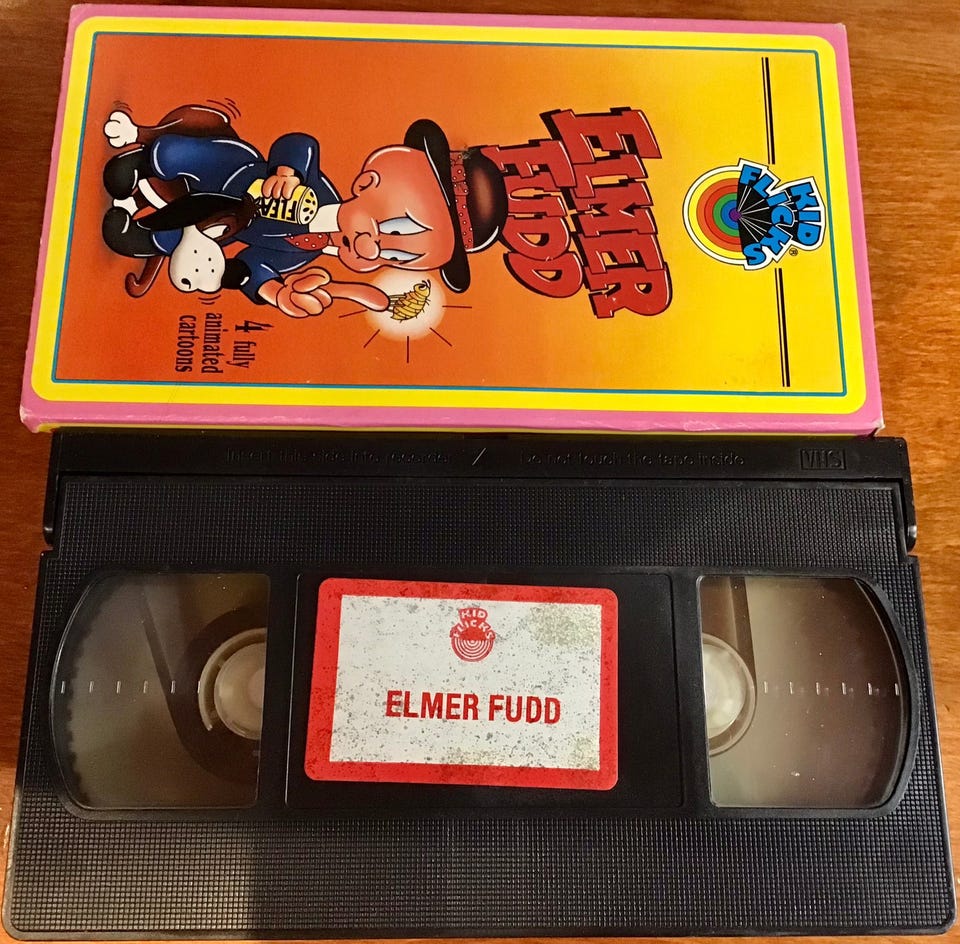 KID
FLICKS®
ELMER
FUDD
FLEA
4 fully
animated
cartoons
Insert this side into recorder / Do not touch the tape inside
VHS
KID
FLICKS
ELMER FUDD